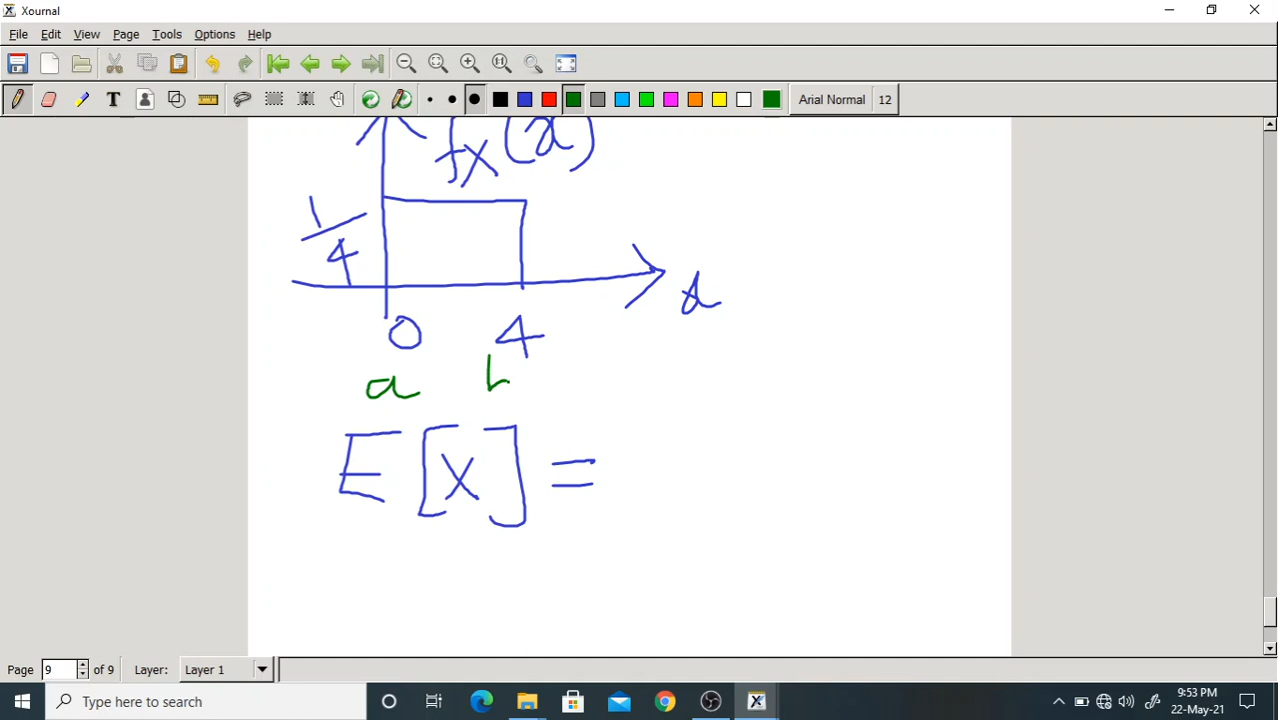 Xournal
File Edit View Page Tools Options Help
Arial Normal 12
fx(x)
1/4
x
0 4
a b
E[X] =
Page 9 of 9 Layer: Layer 1
Type here to search
9:53 PM
22-May-21